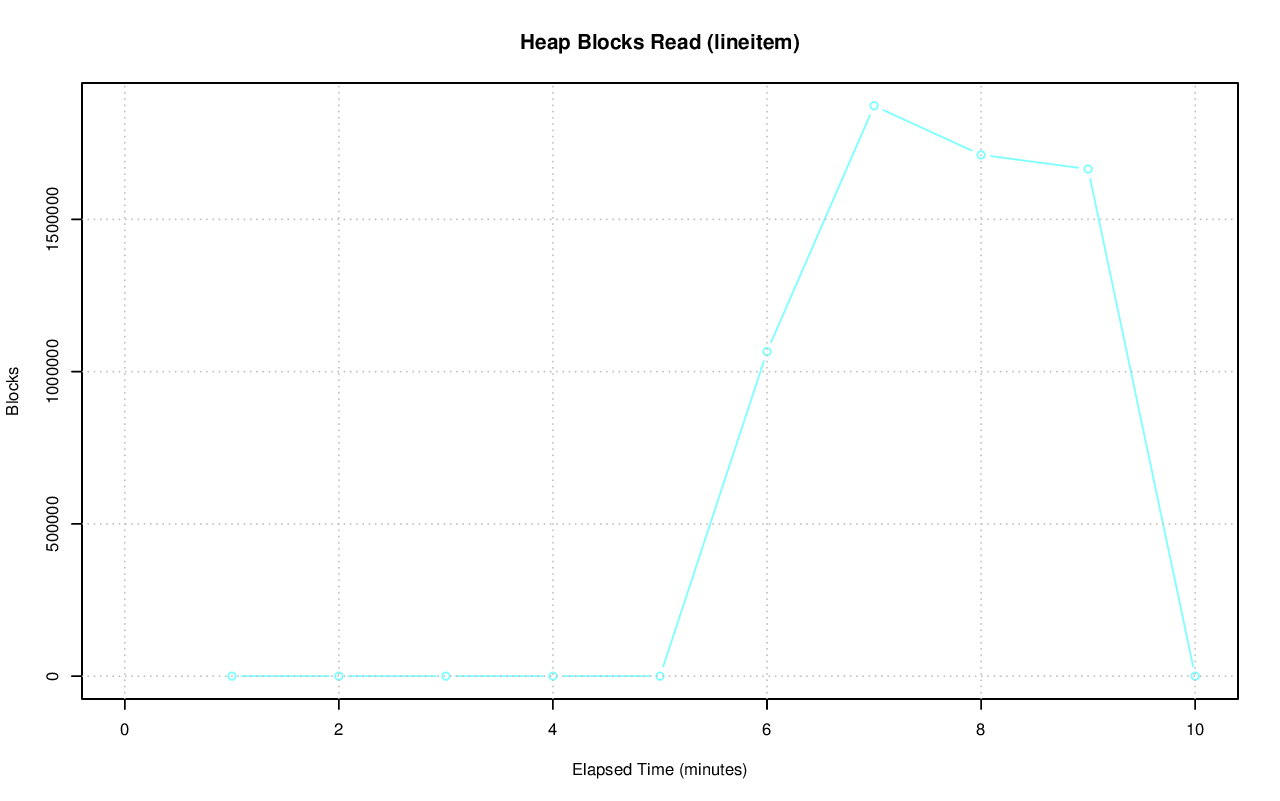 Heap Blocks Read (lineitem)
Blocks
1500000
1000000
500000
0
0 2 4 6 8 10
Elapsed Time (minutes)